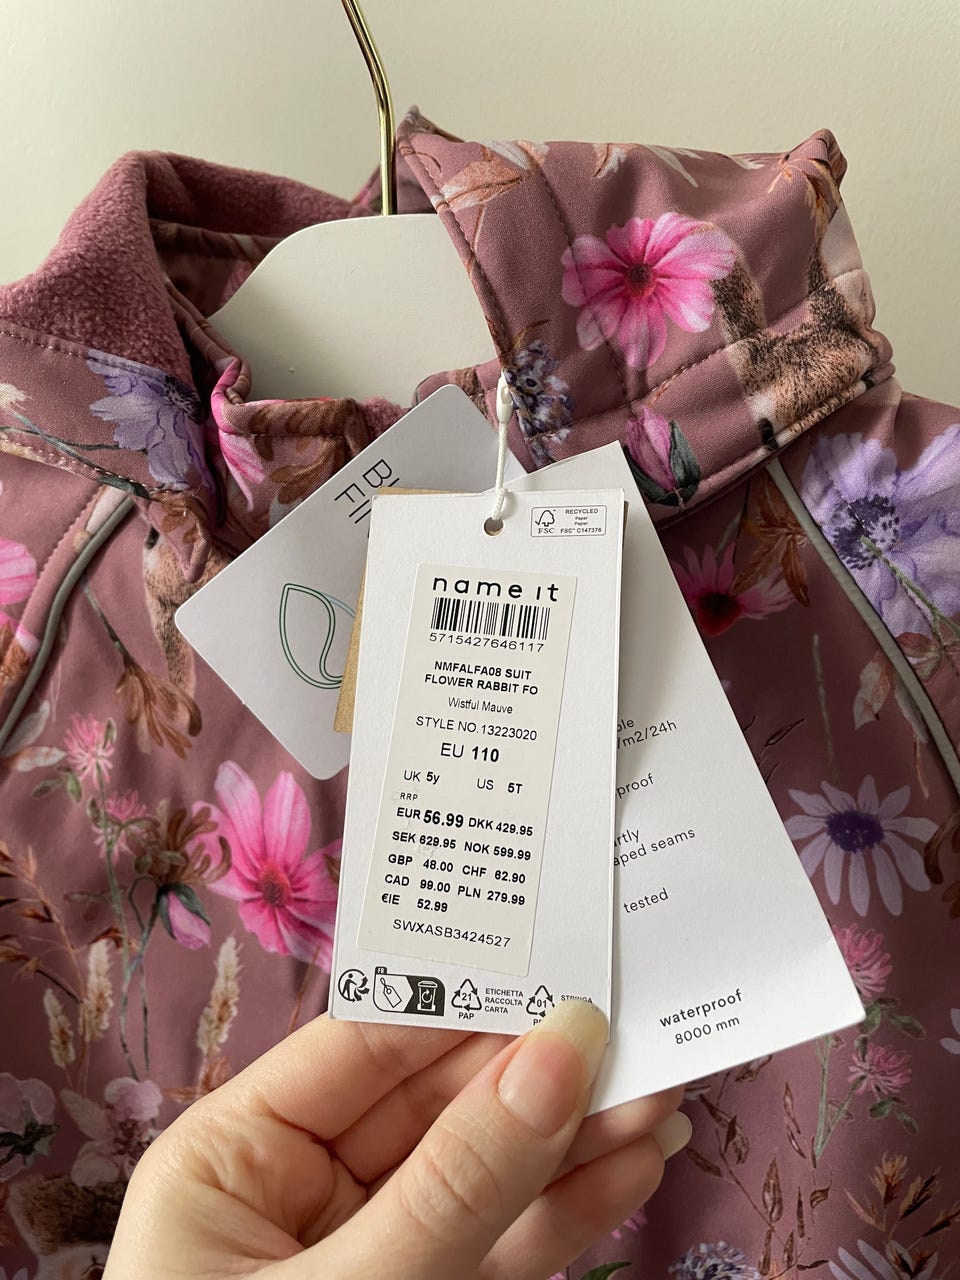 RECYCLED
Paper
Papier
FSC
FSC™ C147376
name it
5715427646117
NMFALFA08 SUIT
FLOWER RABBIT FO
Wistful Mauve
STYLE NO. 13223020
EU 110
UK 5y US 5T
RRP
EUR 56.99 DKK 429.95
SEK 629.95 NOK 599.99
GBP 48.00 CHF 62.90
CAD 99.00 PLN 279.99
€IE 52.99
SWXASB3424527
FR
21
PAP
ETICHETTA
RACCOLTA
CARTA
01
STRINGA
/m2/24h
proof
aped seams
tested
waterproof
8000 mm